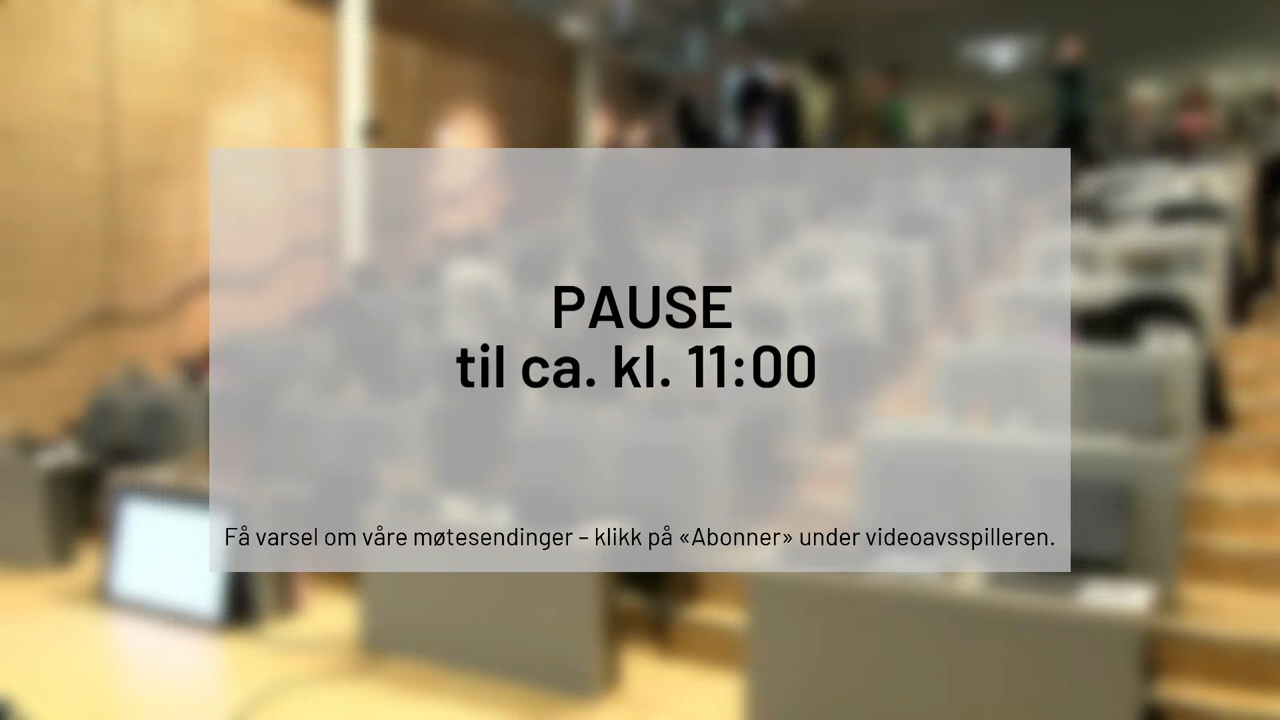 PAUSE
til ca. kl. 11:00
Få varsel om våre møtesendinger – klikk på «Abonner» under videoavsspilleren.